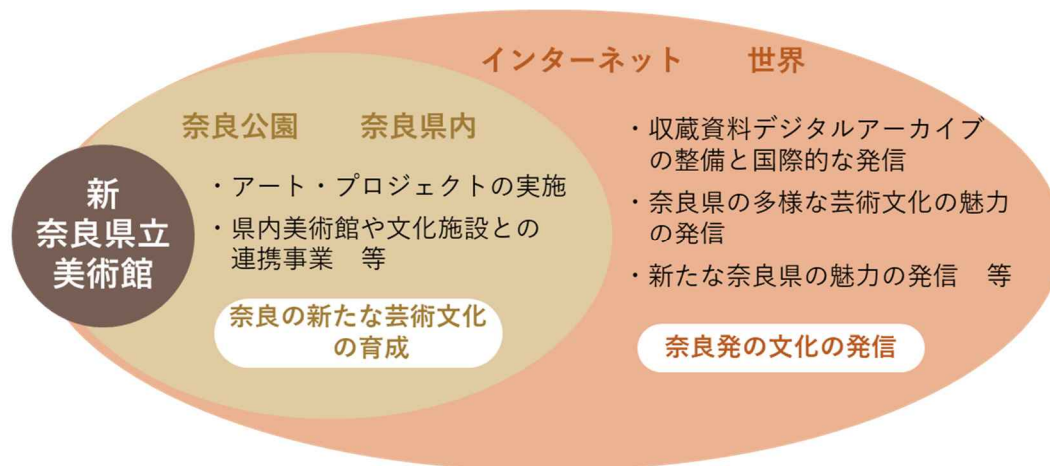 新
奈良県立
美術館
奈良公園　奈良県内
・アート・プロジェクトの実施
・県内美術館や文化施設との
連携事業　等
奈良の新たな芸術文化
の育成
インターネット　世界
・収蔵資料デジタルアーカイブ
の整備と国際的な発信
・奈良県の多様な芸術文化の魅力
の発信
・新たな奈良県の魅力の発信　等
奈良発の文化の発信